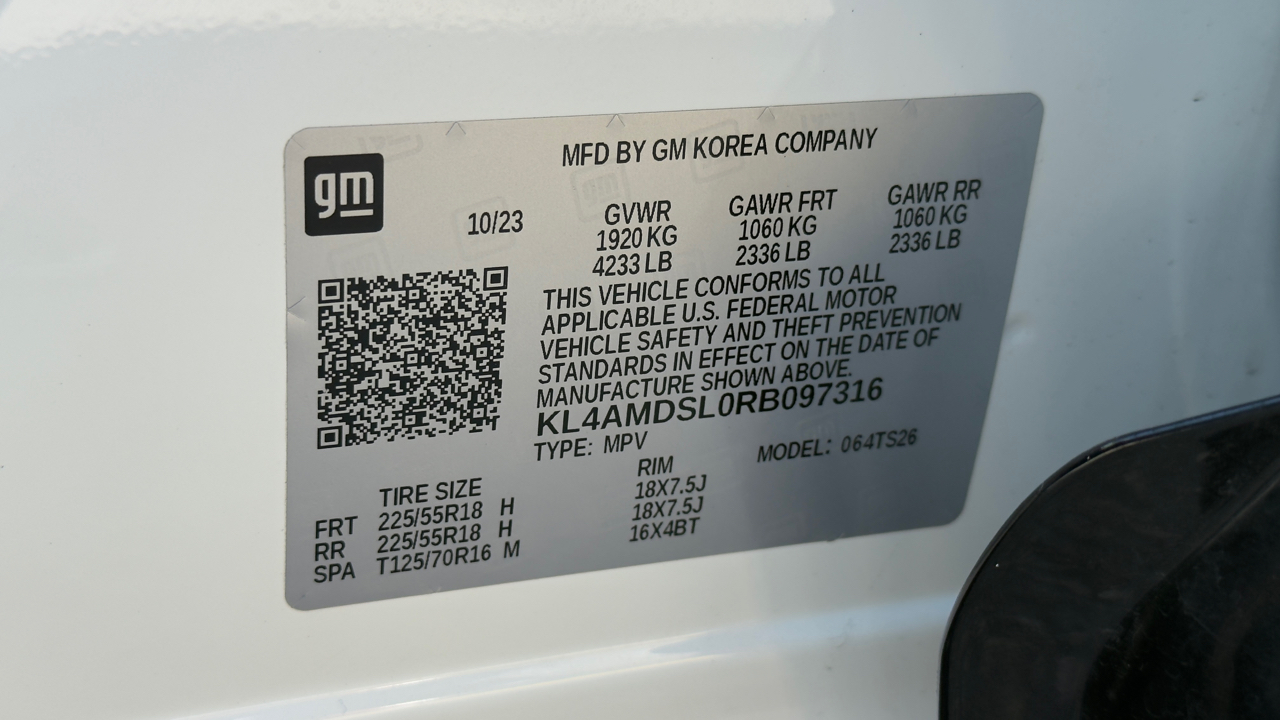 gm
MFD BY GM KOREA COMPANY
10/23
GVWR GAWR FRT GAWR RR
1920 KG 1060 KG 1060 KG
4233 LB 2336 LB 2336 LB
THIS VEHICLE CONFORMS TO ALL
APPLICABLE U.S. FEDERAL MOTOR
VEHICLE SAFETY AND THEFT PREVENTION
STANDARDS IN EFFECT ON THE DATE OF
MANUFACTURE SHOWN ABOVE.
KL4AMDSL0RB097316
TYPE: MPV MODEL: 064TS26
TIRE SIZE RIM
FRT 225/55R18 H 18X7.5J
RR 225/55R18 H 18X7.5J
SPA T125/70R16 M 16X4BT